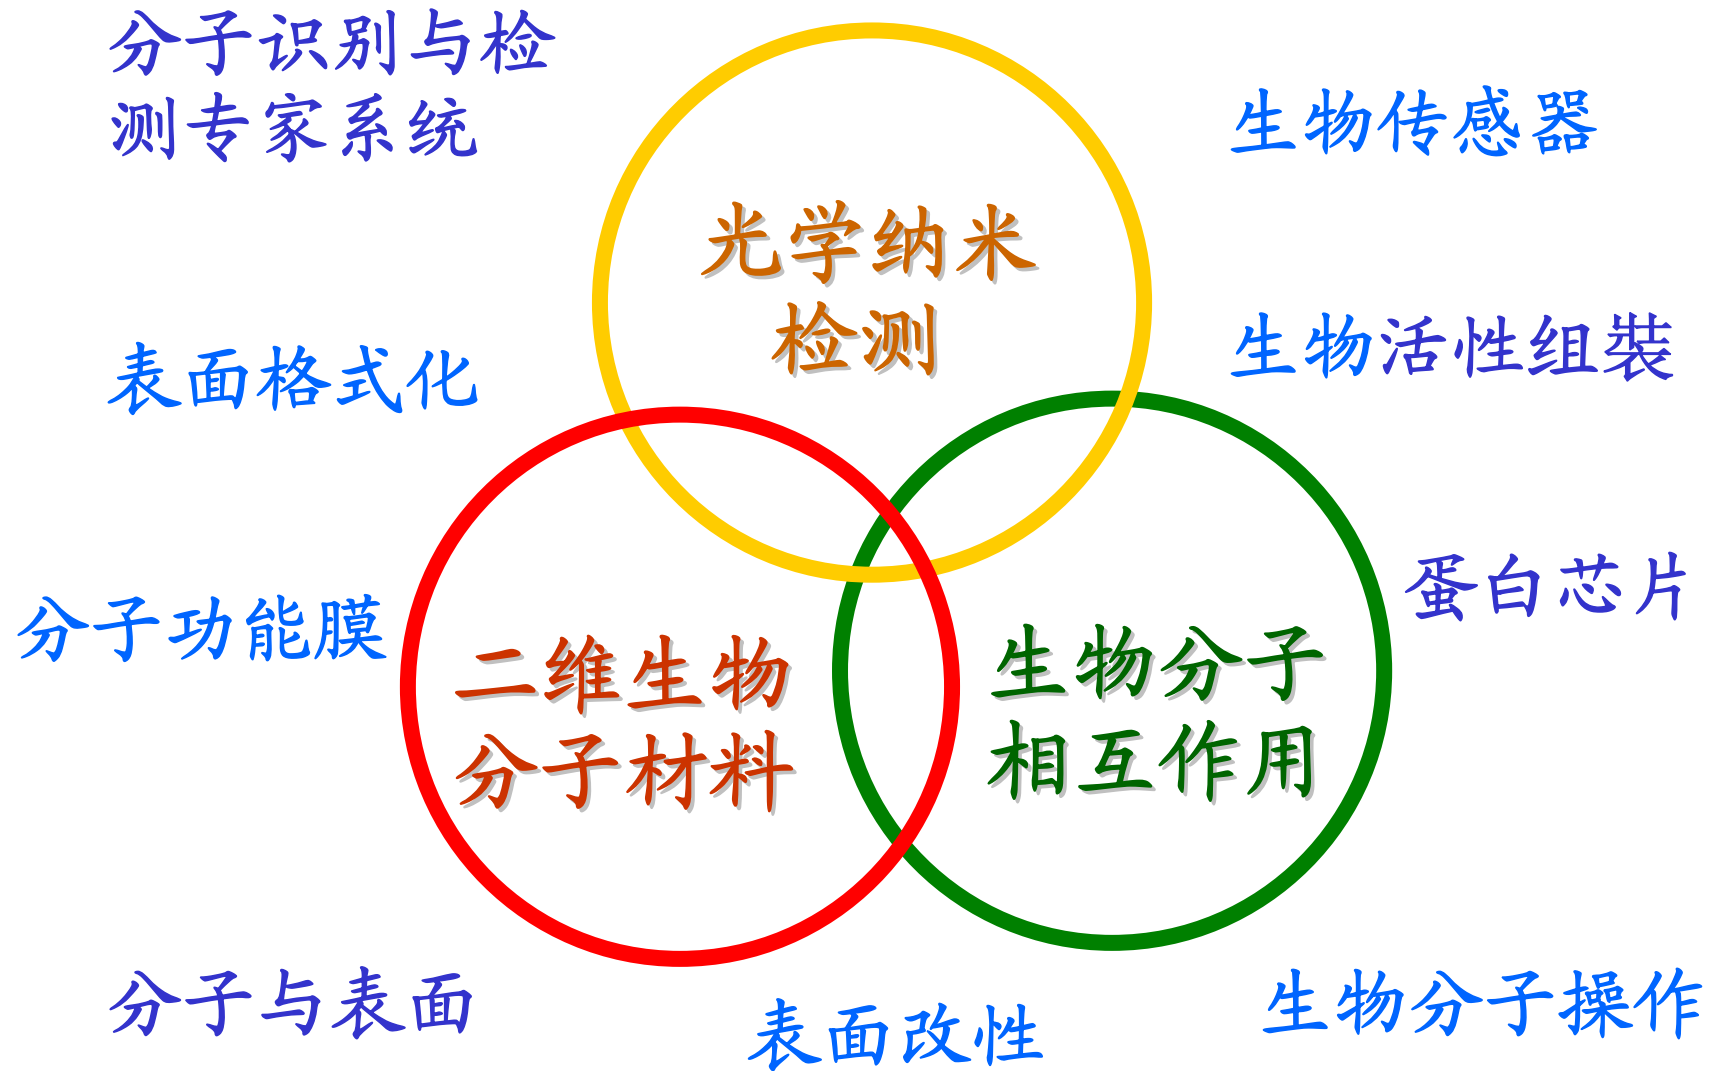 分子识别与检
测专家系统
生物传感器
光学纳米
检测
表面格式化
生物活性组裝
分子功能膜
蛋白芯片
二维生物
分子材料
生物分子
相互作用
分子与表面
表面改性
生物分子操作